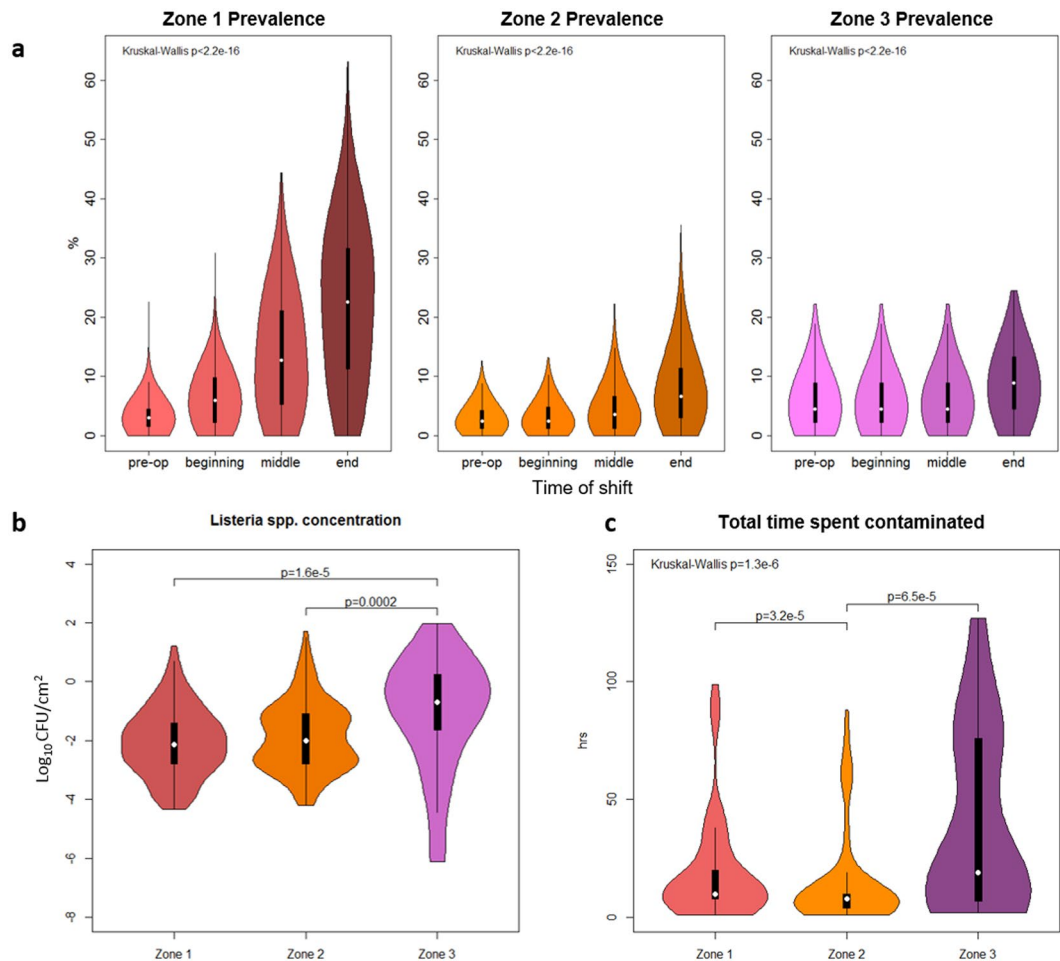 Zone 1 Prevalence Zone 2 Prevalence Zone 3 Prevalence
a
Kruskal-Wallis p<2.2e-16 Kruskal-Wallis p<2.2e-16 Kruskal-Wallis p<2.2e-16
60 60 60
50 50 50
40 40 40
%
30 30 30
20 20 20
10 10 10
0 0 0
pre-op beginning middle end pre-op beginning middle end pre-op beginning middle end
Time of shift
b Listeria spp. concentration
4
p=1.6e-5
p=0.0002
2
0
Log10CFU/cm2
-2
-4
-6
-8
Zone 1 Zone 2 Zone 3
c Total time spent contaminated
150
Kruskal-Wallis p=1.3e-6
p=6.5e-5
p=3.2e-5
100
hrs
50
0
Zone 1 Zone 2 Zone 3